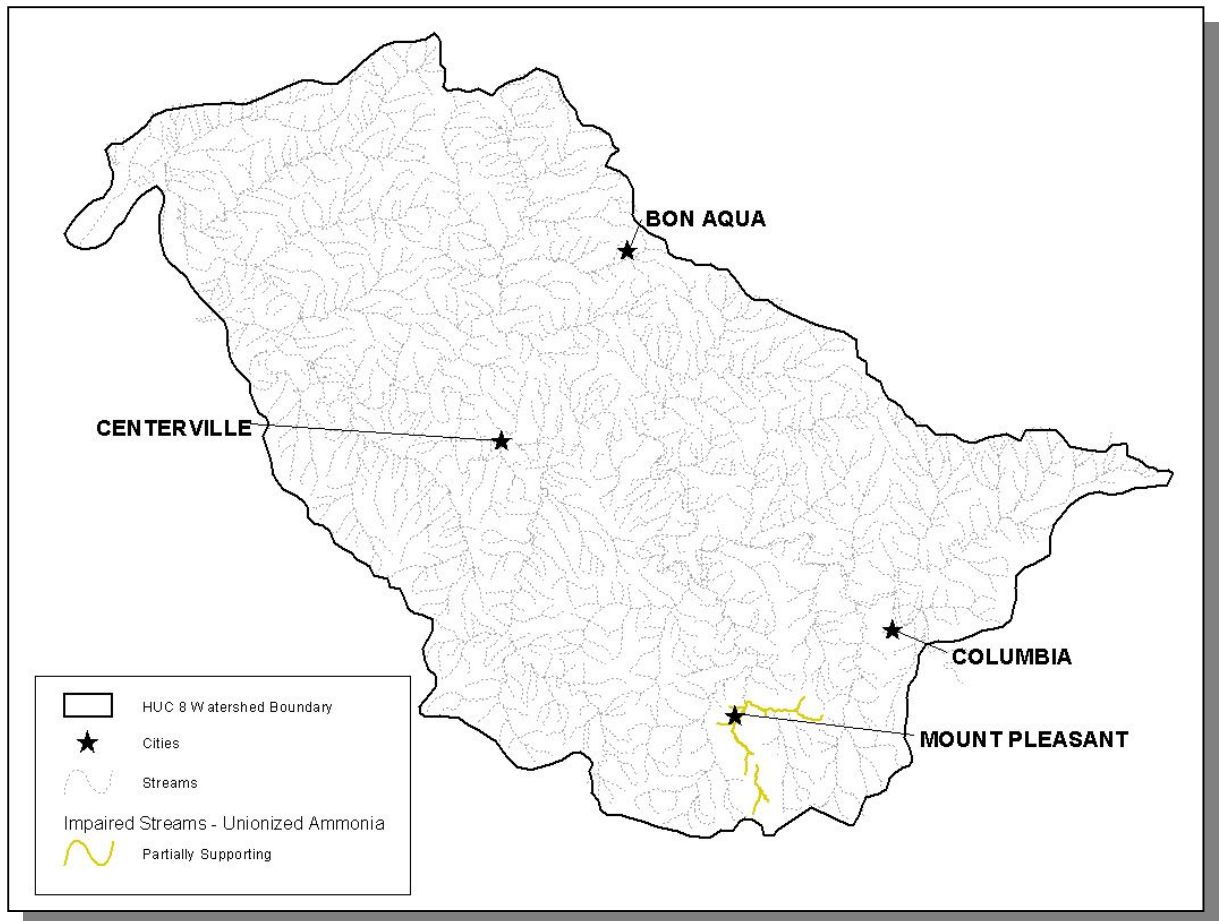 BON AQUA
CENTERVILLE
COLUMBIA
MOUNT PLEASANT
HUC 8 Watershed Boundary
Cities
Streams
Impaired Streams - Unionized Ammonia
Partially Supporting